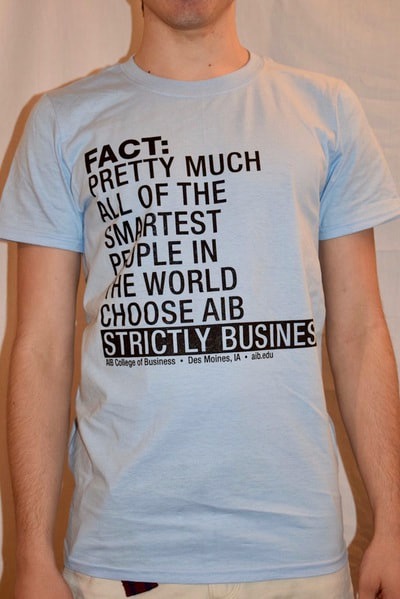 FACT:
PRETTY MUCH
ALL OF THE
SMARTEST
PEOPLE IN
THE WORLD
CHOOSE AIB
STRICTLY BUSINES
AIB College of Business • Des Moines, IA • aib.edu